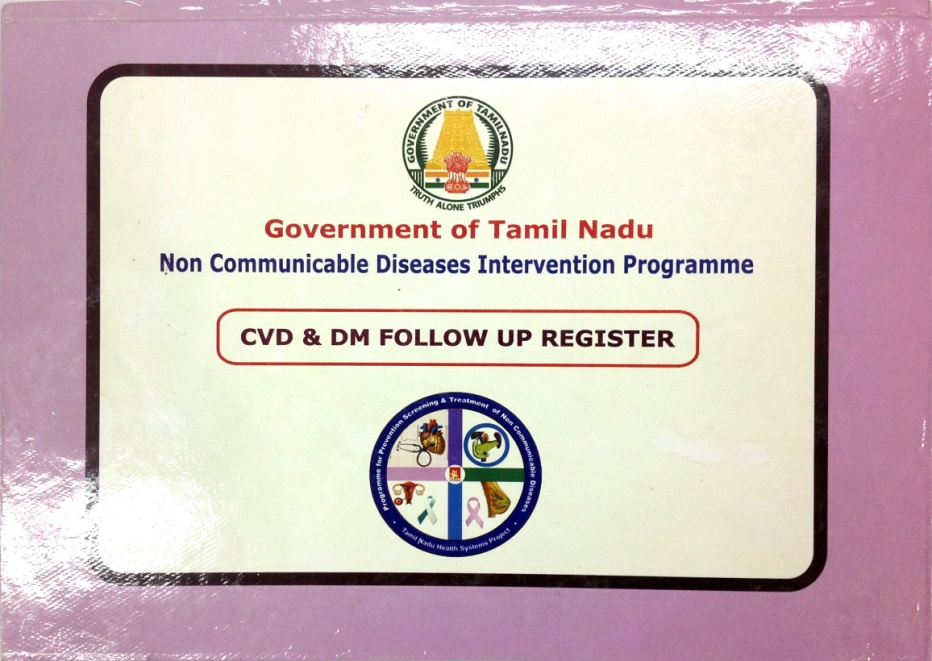 GOVERNMENT OF TAMILNADU
TRUTH ALONE TRIUMPHS
Government of Tamil Nadu
Non Communicable Diseases Intervention Programme
CVD & DM FOLLOW UP REGISTER
Programme for Prevention Screening & Treatment of Non Communicable Diseases
Tamil Nadu Health Systems Project